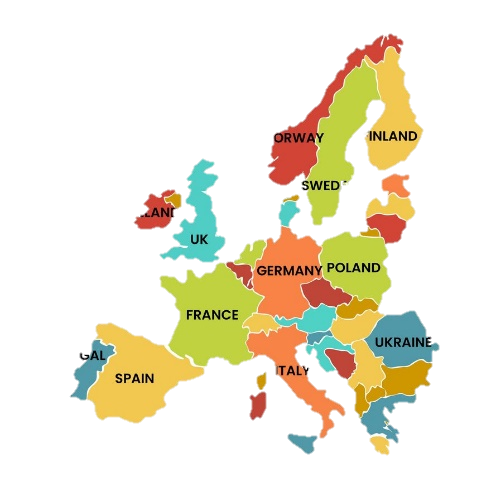 ORWAY
INLAND
SWED
LAND
UK
GERMANY
POLAND
FRANCE
UKRAINE
GAL
ITALY
SPAIN